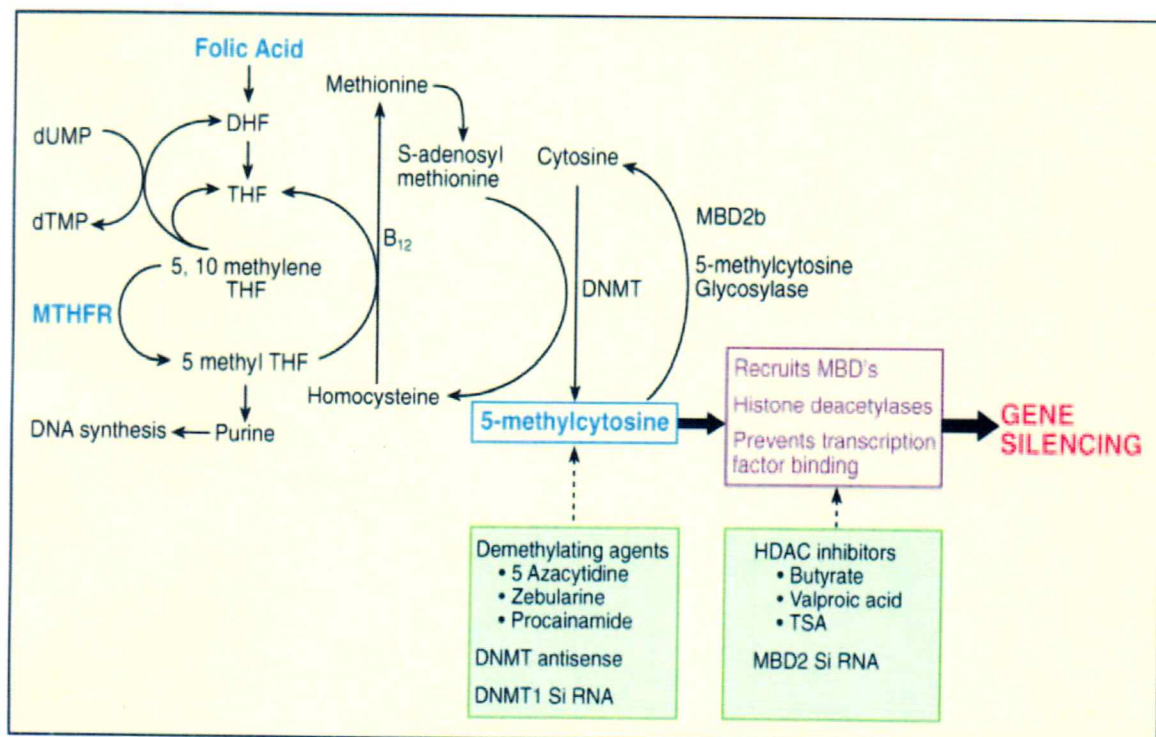 Folic Acid
DHF
THF
dUMP
dTMP
5, 10 methylene
THF
MTHFR
5 methyl THF
Purine
DNA synthesis
Methionine
S-adenosyl
methionine
B12
Homocysteine
Cytosine
DNMT
MBD2b
5-methylcytosine
Glycosylase
5-methylcytosine
Recruits MBD's
Histone deacetylases
Prevents transcription
factor binding
GENE
SILENCING
Demethylating agents
• 5 Azacytidine
• Zebularine
• Procainamide
DNMT antisense
DNMT1 Si RNA
HDAC inhibitors
• Butyrate
• Valproic acid
• TSA
MBD2 Si RNA